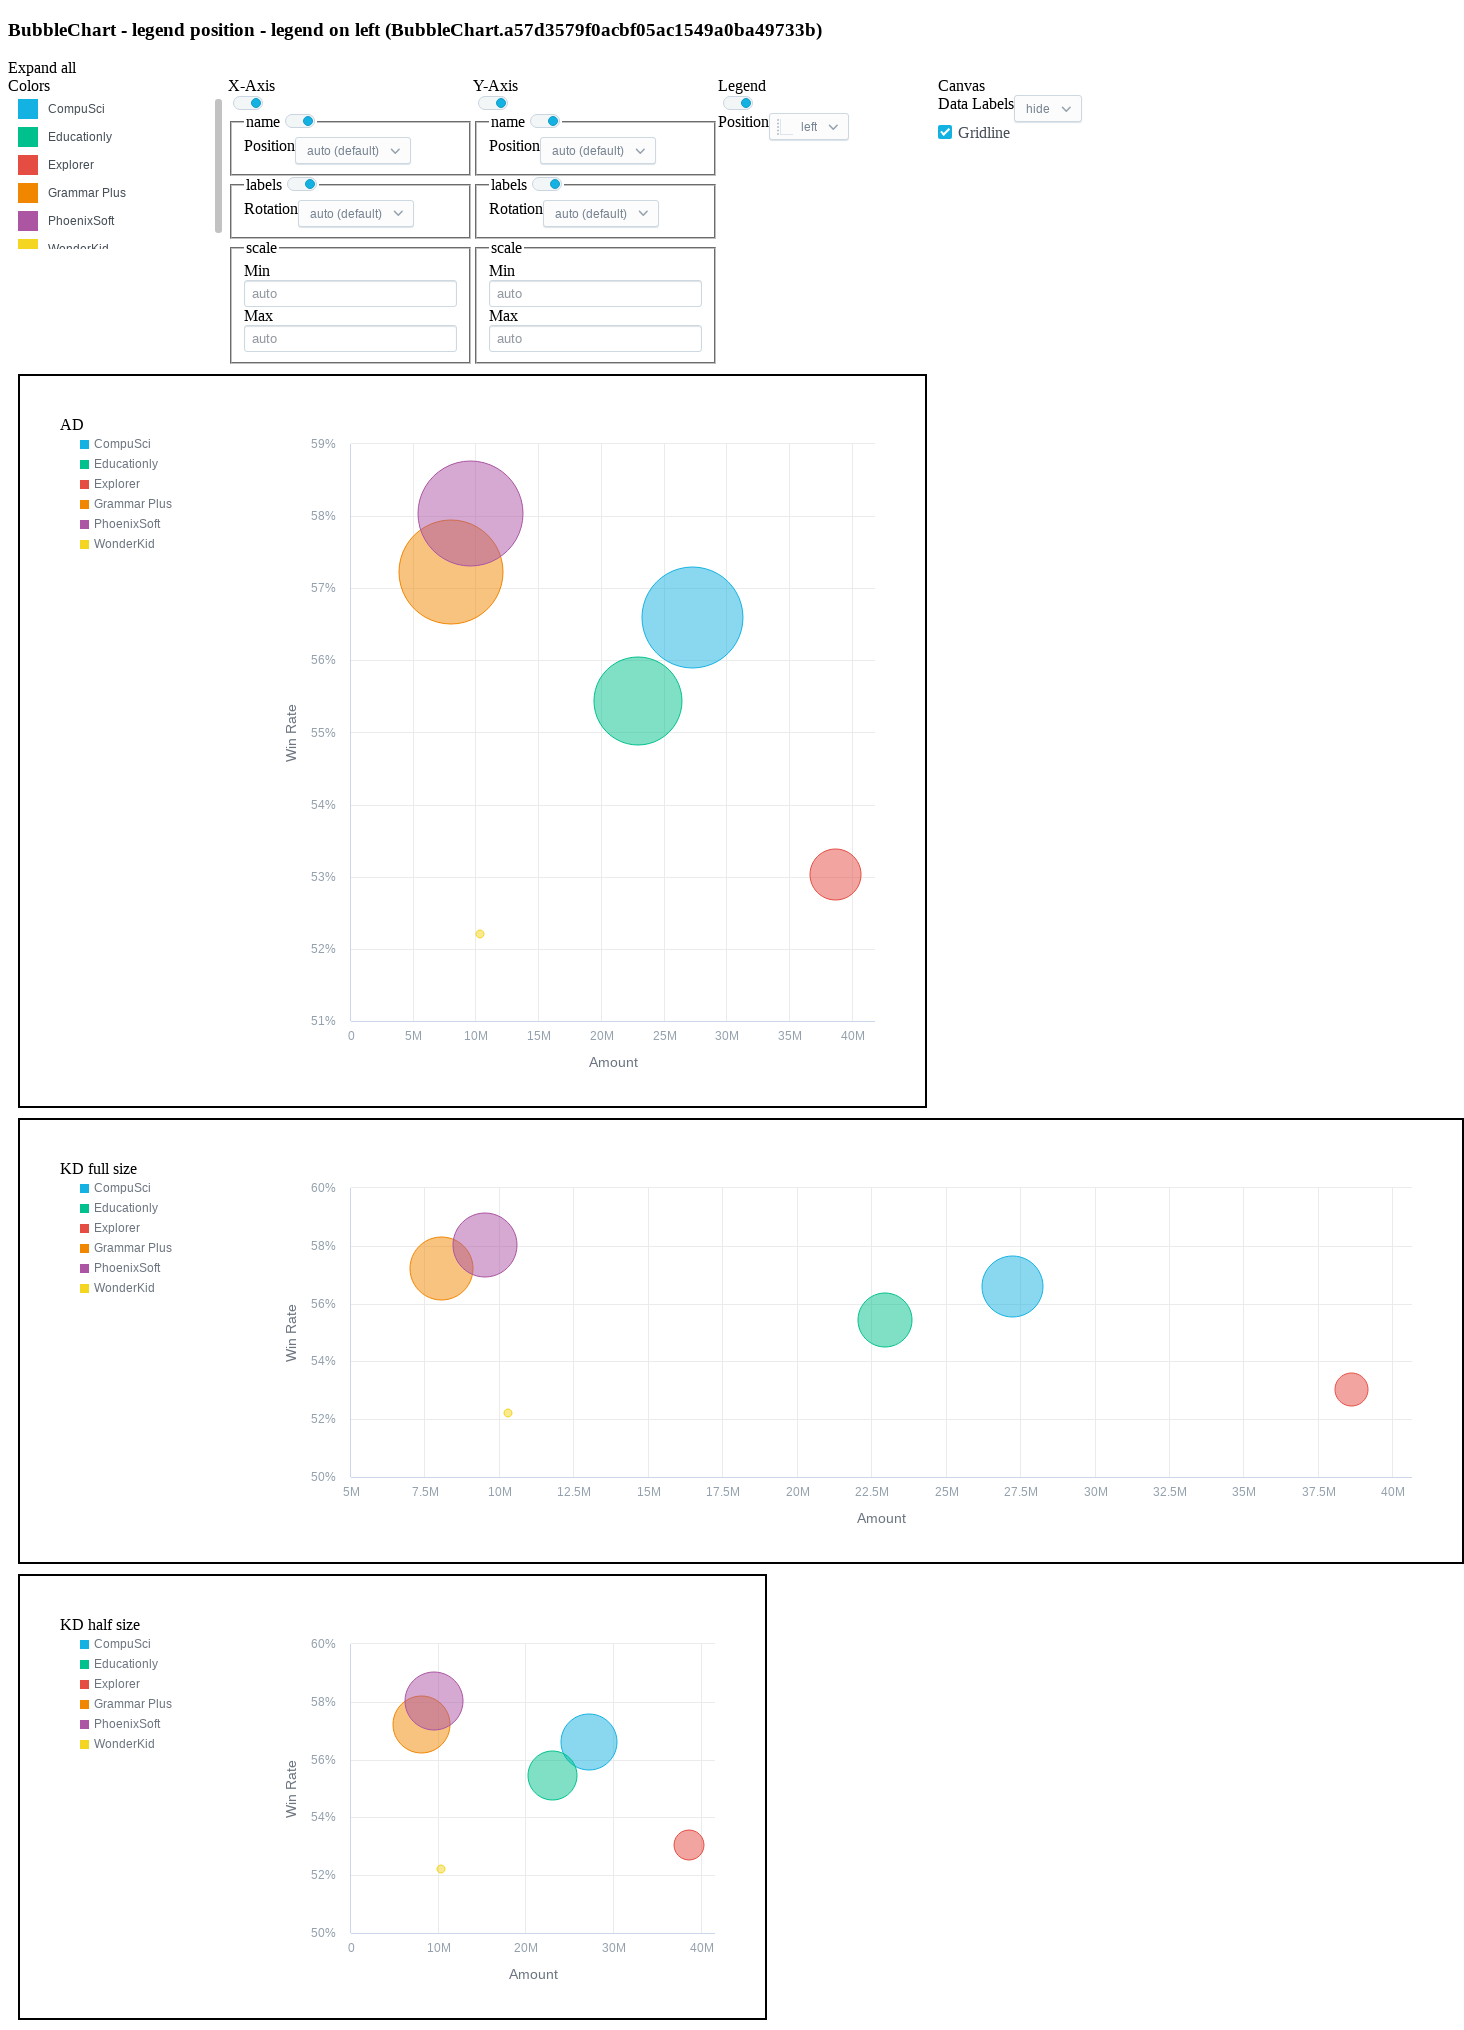 BubbleChart - legend position - legend on left (BubbleChart.a57d3579f0acbf05ac1549a0ba49733b)
Expand all
Colors
CompuSci
Educationly
Explorer
Grammar Plus
PhoenixSoft
WonderKid
X-Axis
name
Position auto (default)
labels
Rotation auto (default)
scale
Min
auto
Max
auto
Y-Axis
name
Position auto (default)
labels
Rotation auto (default)
scale
Min
auto
Max
auto
Legend
Position left
Canvas
Data Labels hide
Gridline
AD
CompuSci
Educationly
Explorer
Grammar Plus
PhoenixSoft
WonderKid
Win Rate
59%
58%
57%
56%
55%
54%
53%
52%
51%
0 5M 10M 15M 20M 25M 30M 35M 40M
Amount
KD full size
CompuSci
Educationly
Explorer
Grammar Plus
PhoenixSoft
WonderKid
Win Rate
60%
58%
56%
54%
52%
50%
5M 7.5M 10M 12.5M 15M 17.5M 20M 22.5M 25M 27.5M 30M 32.5M 35M 37.5M 40M
Amount
KD half size
CompuSci
Educationly
Explorer
Grammar Plus
PhoenixSoft
WonderKid
Win Rate
60%
58%
56%
54%
52%
50%
0 10M 20M 30M 40M
Amount